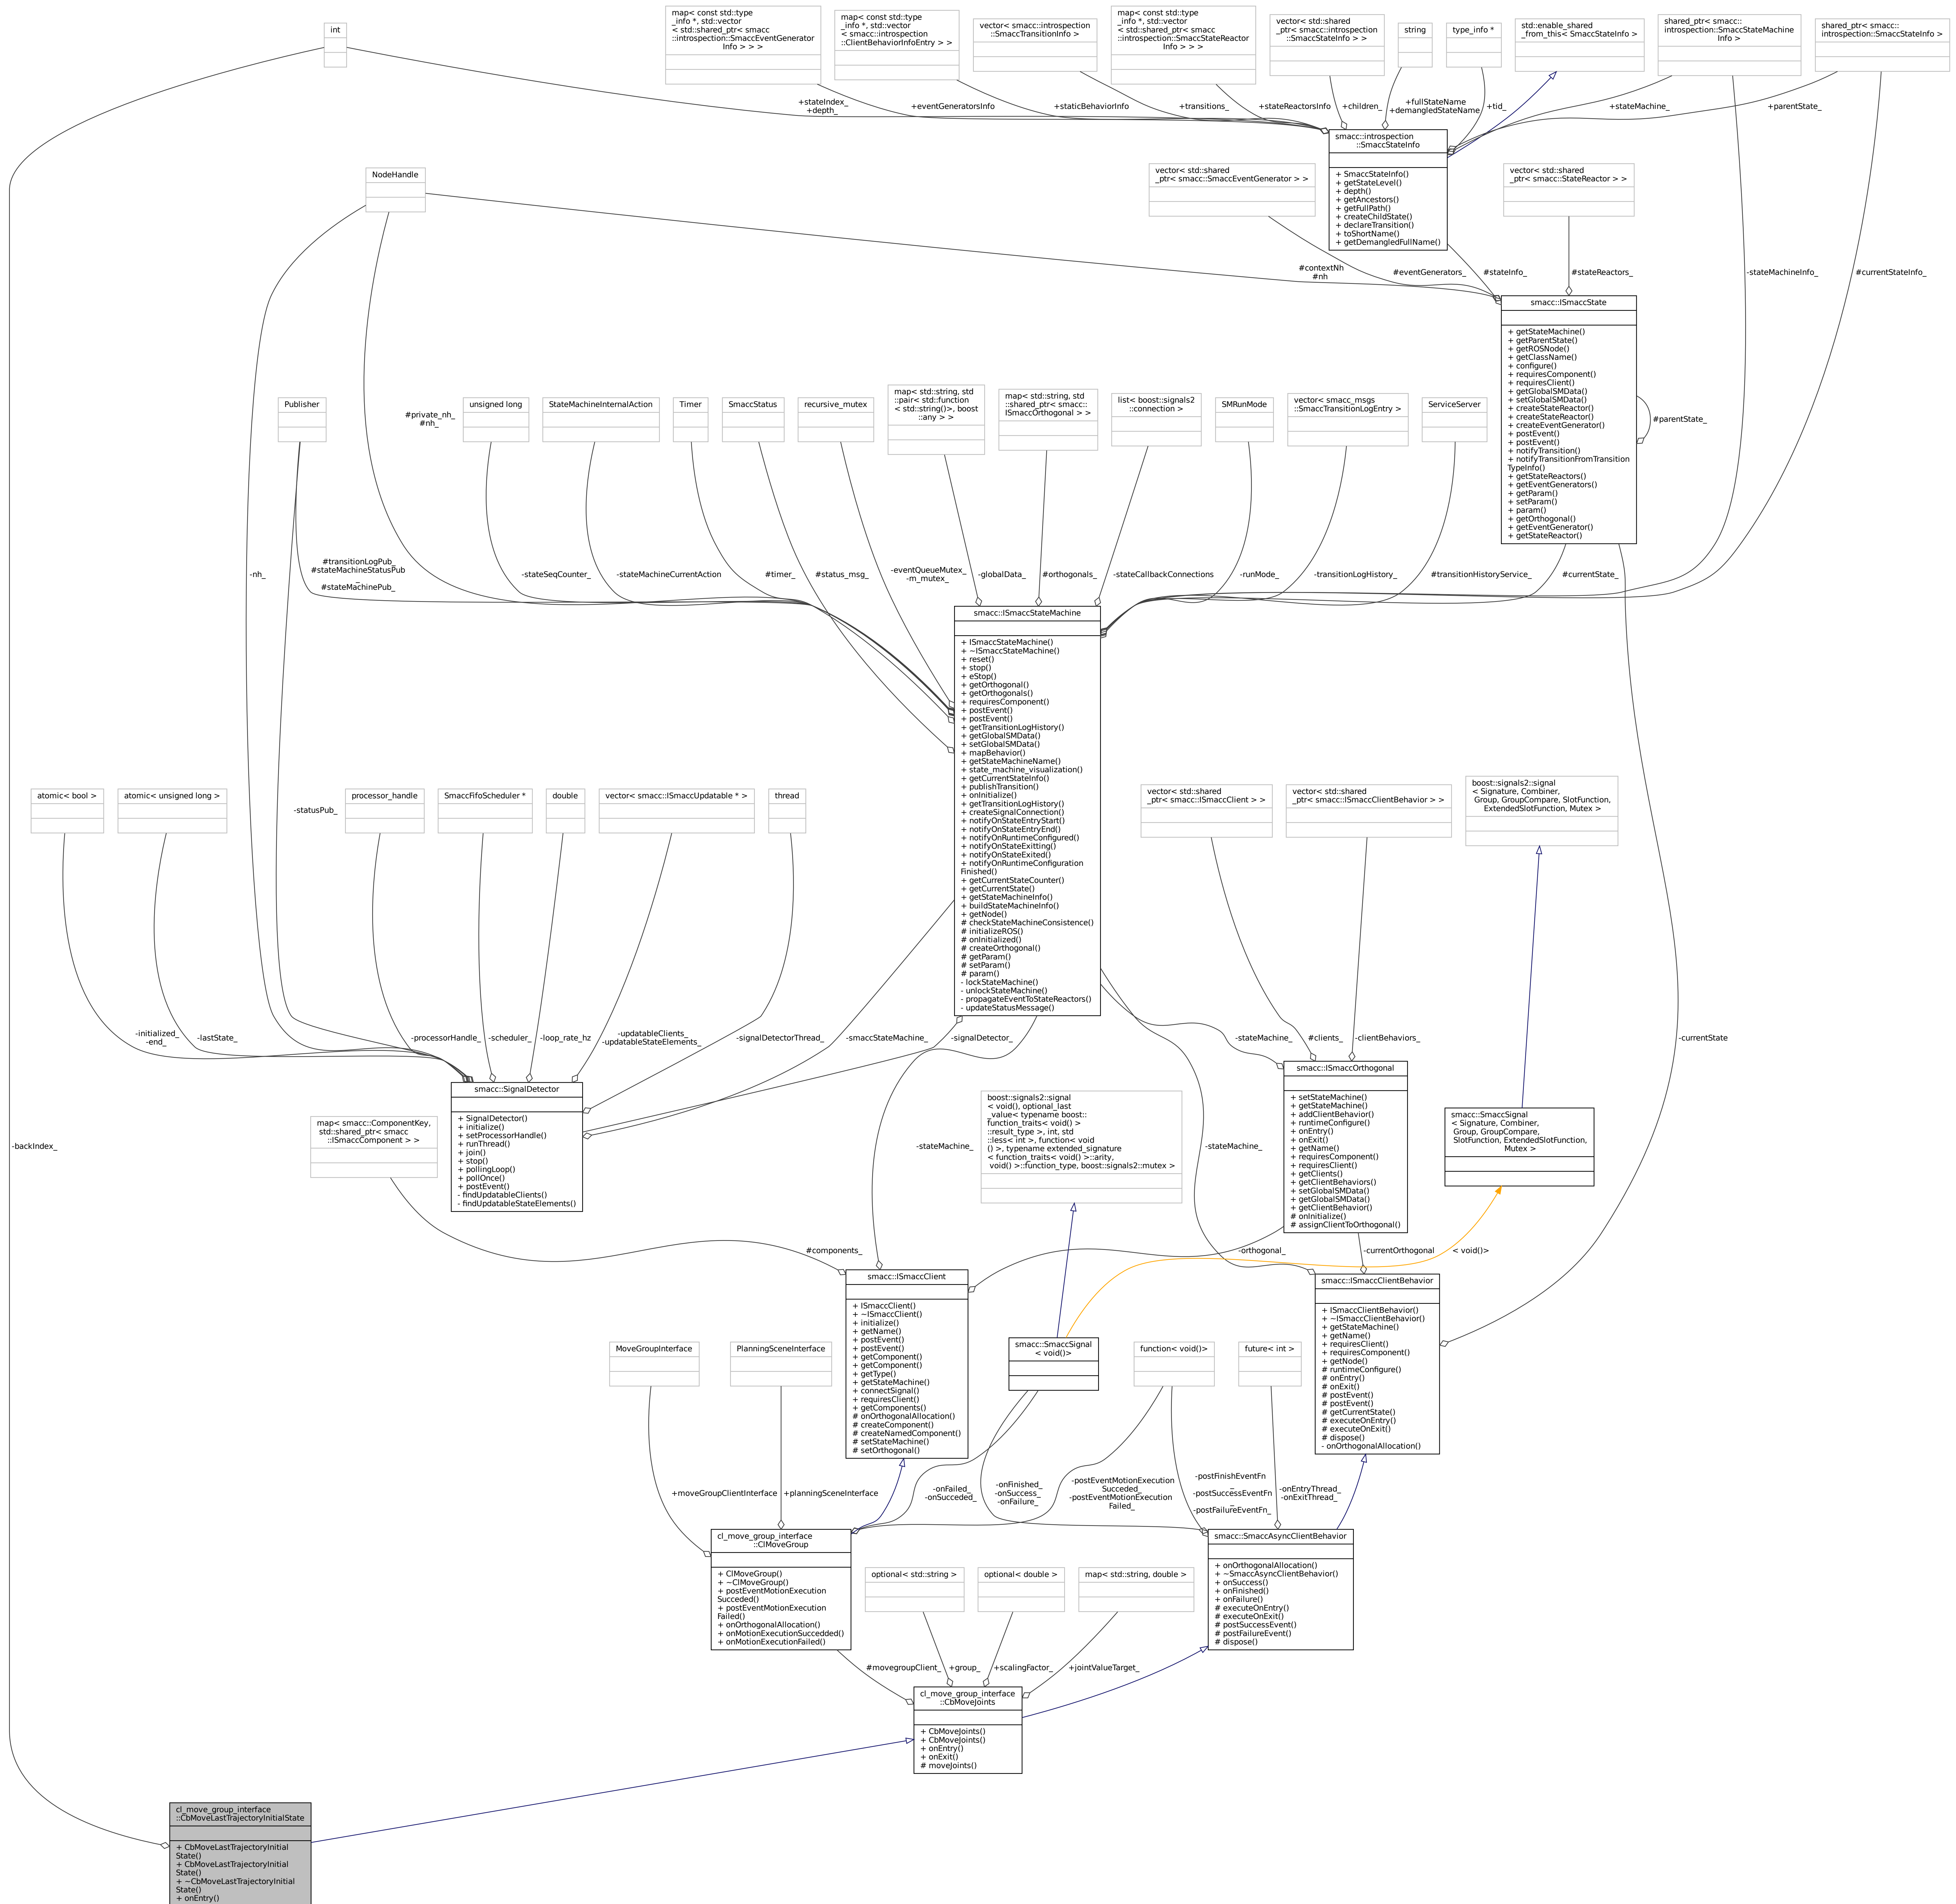 int
map< const std::type
_info *, std::vector
< std::shared_ptr< smacc
::introspection::SmaccEventGenerator
Info > > >
map< const std::type
_info *, std::vector
< smacc::introspection
::ClientBehaviorInfoEntry > >
vector< smacc::introspection
::SmaccTransitionInfo >
map< const std::type
_info *, std::vector
< std::shared_ptr< smacc
::introspection::SmaccStateReactor
Info > > >
vector< std::shared
_ptr< smacc::introspection
::SmaccStateInfo > >
string
type_info *
std::enable_shared
_from_this< SmaccStateInfo >
shared_ptr< smacc::
introspection::SmaccStateMachine
Info >
shared_ptr< smacc::
introspection::SmaccStateInfo >
+stateIndex_
+depth_
+eventGeneratorsInfo
+staticBehaviorInfo
+transitions_
+stateReactorsInfo
+children_
+fullStateName
+demangledStateName
+tid_
+stateMachine_
+parentState_
smacc::introspection
::SmaccStateInfo
+ SmaccStateInfo()
+ getStateLevel()
+ depth()
+ getAncestors()
+ getFullPath()
+ createChildState()
+ declareTransition()
+ toShortName()
+ getDemangledFullName()
NodeHandle
vector< std::shared
_ptr< smacc::SmaccEventGenerator > >
vector< std::shared
_ptr< smacc::StateReactor > >
#contextNh
#nh
#eventGenerators_
#stateInfo_
#stateReactors_
-stateMachineInfo_
#currentStateInfo_
smacc::ISmaccState
+ getStateMachine()
+ getParentState()
+ getROSNode()
+ getClassName()
+ configure()
+ requiresComponent()
+ requiresClient()
+ getGlobalSMData()
+ setGlobalSMData()
+ createStateReactor()
+ createStateReactor()
+ createEventGenerator()
+ postEvent()
+ postEvent()
+ notifyTransition()
+ notifyTransitionFromTransition
TypeInfo()
+ getStateReactors()
+ getEventGenerators()
+ getParam()
+ setParam()
+ param()
+ getOrthogonal()
+ getEventGenerator()
+ getStateReactor()
#parentState_
Publisher
#private_nh_
#nh_
unsigned long
StateMachineInternalAction
Timer
SmaccStatus
recursive_mutex
map< std::string, std
::pair< std::function
< std::string()>, boost
::any > >
map< std::string, std
::shared_ptr< smacc::
ISmaccOrthogonal > >
list< boost::signals2
::connection >
SMRunMode
vector< smacc_msgs
::SmaccTransitionLogEntry >
ServiceServer
-nh_
#transitionLogPub_
#stateMachineStatusPub
_
#stateMachinePub_
-stateSeqCounter_
-stateMachineCurrentAction
#timer_
#status_msg_
-eventQueueMutex_
-m_mutex_
-globalData_
#orthogonals_
-stateCallbackConnections
-runMode_
-transitionLogHistory_
#transitionHistoryService_
#currentState_
smacc::ISmaccStateMachine
+ ISmaccStateMachine()
+ ~ISmaccStateMachine()
+ reset()
+ stop()
+ eStop()
+ getOrthogonal()
+ getOrthogonals()
+ requiresComponent()
+ postEvent()
+ postEvent()
+ getTransitionLogHistory()
+ getGlobalSMData()
+ setGlobalSMData()
+ mapBehavior()
+ getStateMachineName()
+ state_machine_visualization()
+ getCurrentStateInfo()
+ publishTransition()
+ onInitialize()
+ getTransitionLogHistory()
+ createSignalConnection()
+ notifyOnStateEntryStart()
+ notifyOnStateEntryEnd()
+ notifyOnRuntimeConfigured()
+ notifyOnStateExitting()
+ notifyOnStateExited()
+ notifyOnRuntimeConfiguration
Finished()
+ getCurrentStateCounter()
+ getCurrentState()
+ getStateMachineInfo()
+ buildStateMachineInfo()
+ getNode()
# checkStateMachineConsistence()
# initializeROS()
# onInitialized()
# createOrthogonal()
# getParam()
# setParam()
# param()
- lockStateMachine()
- unlockStateMachine()
- propagateEventToStateReactors()
- updateStatusMessage()
atomic< bool >
atomic< unsigned long >
-statusPub_
processor_handle
SmaccFifoScheduler *
double
vector< smacc::ISmaccUpdatable * >
thread
vector< std::shared
_ptr< smacc::ISmaccClient > >
vector< std::shared
_ptr< smacc::ISmaccClientBehavior > >
boost::signals2::signal
< Signature, Combiner,
Group, GroupCompare, SlotFunction,
ExtendedSlotFunction, Mutex >
-initialized_
-end_
-lastState_
-processorHandle_
-scheduler_
-loop_rate_hz
-updatableClients_
-updatableStateElements_
-signalDetectorThread_
-smaccStateMachine_
-signalDetector_
-stateMachine_
#clients_
-clientBehaviors_
-currentState
smacc::SignalDetector
+ SignalDetector()
+ initialize()
+ setProcessorHandle()
+ runThread()
+ join()
+ stop()
+ pollingLoop()
+ pollOnce()
+ postEvent()
- findUpdatableClients()
- findUpdatableStateElements()
smacc::ISmaccOrthogonal
+ setStateMachine()
+ getStateMachine()
+ addClientBehavior()
+ runtimeConfigure()
+ onEntry()
+ onExit()
+ getName()
+ requiresComponent()
+ requiresClient()
+ getClients()
+ getClientBehaviors()
+ setGlobalSMData()
+ getGlobalSMData()
+ getClientBehavior()
# onInitialize()
# assignClientToOrthogonal()
map< smacc::ComponentKey,
std::shared_ptr< smacc
::ISmaccComponent > >
boost::signals2::signal
< void(), optional_last
_value< typename boost::
function_traits< void() >
::result_type >, int, std
::less< int >, function< void
() >, typename extended_signature
< function_traits< void() >::arity,
void() >::function_type, boost::signals2::mutex >
smacc::SmaccSignal
< Signature, Combiner,
Group, GroupCompare,
SlotFunction, ExtendedSlotFunction,
Mutex >
-backIndex_
-stateMachine_
-stateMachine_
#components_
-orthogonal_
-currentOrthogonal
< void()>
smacc::ISmaccClient
+ ISmaccClient()
+ ~ISmaccClient()
+ initialize()
+ getName()
+ postEvent()
+ postEvent()
+ getComponent()
+ getComponent()
+ getType()
+ getStateMachine()
+ connectSignal()
+ requiresClient()
+ getComponents()
# onOrthogonalAllocation()
# createComponent()
# createNamedComponent()
# setStateMachine()
# setOrthogonal()
smacc::ISmaccClientBehavior
+ ISmaccClientBehavior()
+ ~ISmaccClientBehavior()
+ getStateMachine()
+ getName()
+ requiresClient()
+ requiresComponent()
+ getNode()
# runtimeConfigure()
# onEntry()
# onExit()
# postEvent()
# postEvent()
# getCurrentState()
# executeOnEntry()
# executeOnExit()
# dispose()
- onOrthogonalAllocation()
MoveGroupInterface
PlanningSceneInterface
smacc::SmaccSignal
< void()>
function< void()>
future< int >
+moveGroupClientInterface
+planningSceneInterface
-onFailed_
-onSucceded_
-onFinished_
-onSuccess_
-onFailure_
-postEventMotionExecution
Succeded_
-postEventMotionExecution
Failed_
-postFinishEventFn
_
-postSuccessEventFn
_
-postFailureEventFn_
-onEntryThread_
-onExitThread_
cl_move_group_interface
::ClMoveGroup
+ ClMoveGroup()
+ ~ClMoveGroup()
+ postEventMotionExecution
Succeded()
+ postEventMotionExecution
Failed()
+ onOrthogonalAllocation()
+ onMotionExecutionSuccedded()
+ onMotionExecutionFailed()
optional< std::string >
optional< double >
map< std::string, double >
smacc::SmaccAsyncClientBehavior
+ onOrthogonalAllocation()
+ ~SmaccAsyncClientBehavior()
+ onSuccess()
+ onFinished()
+ onFailure()
# executeOnEntry()
# executeOnExit()
# postSuccessEvent()
# postFailureEvent()
# dispose()
#movegroupClient_
+group_
+scalingFactor_
+jointValueTarget_
cl_move_group_interface
::CbMoveJoints
+ CbMoveJoints()
+ CbMoveJoints()
+ onEntry()
+ onExit()
# moveJoints()
cl_move_group_interface
::CbMoveLastTrajectoryInitialState
+ CbMoveLastTrajectoryInitial
State()
+ CbMoveLastTrajectoryInitial
State()
+ ~CbMoveLastTrajectoryInitial
State()
+ onEntry()